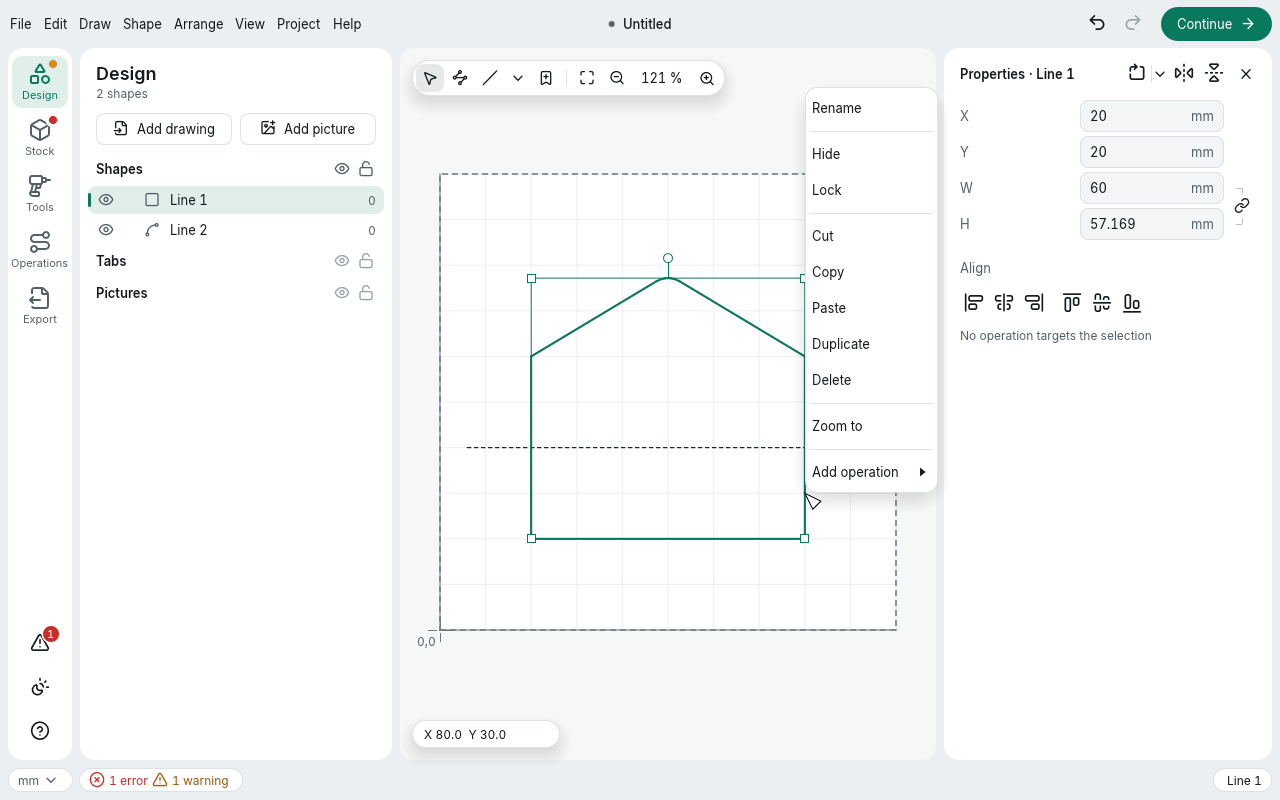 File Edit Draw Shape Arrange View Project Help
Untitled
Continue
Design
Stock
Tools
Operations
Export
1
Design
2 shapes
Add drawing
Add picture
Shapes
Line 1 0
Line 2 0
Tabs
Pictures
121 %
0,0
X 80.0 Y 30.0
Rename
Hide
Lock
Cut
Copy
Paste
Duplicate
Delete
Zoom to
Add operation
Properties · Line 1
X 20 mm
Y 20 mm
W 60 mm
H 57.169 mm
Align
No operation targets the selection
mm
1 error 1 warning
Line 1